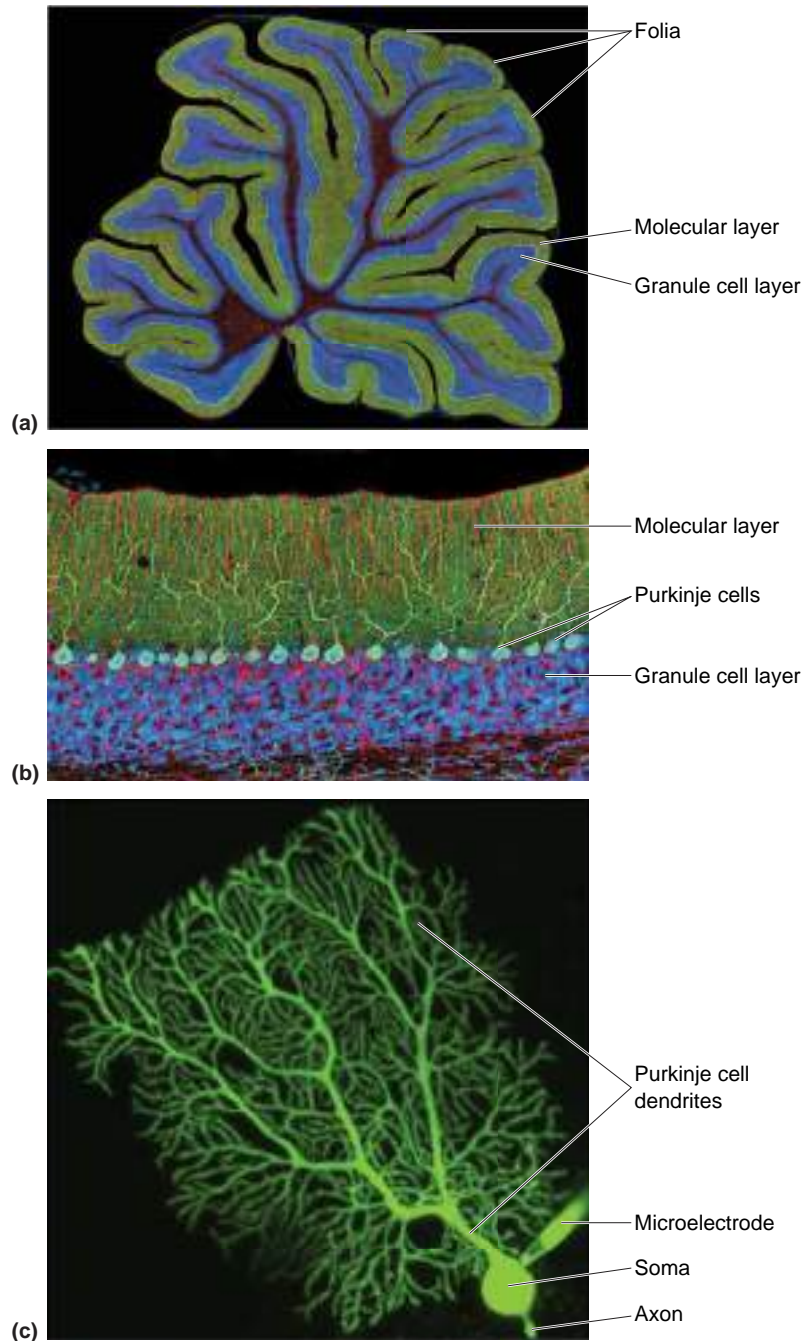 Folia
Molecular layer
Granule cell layer
(a)
Molecular layer
Purkinje cells
Granule cell layer
(b)
Purkinje cell
dendrites
Microelectrode
Soma
Axon
(c)